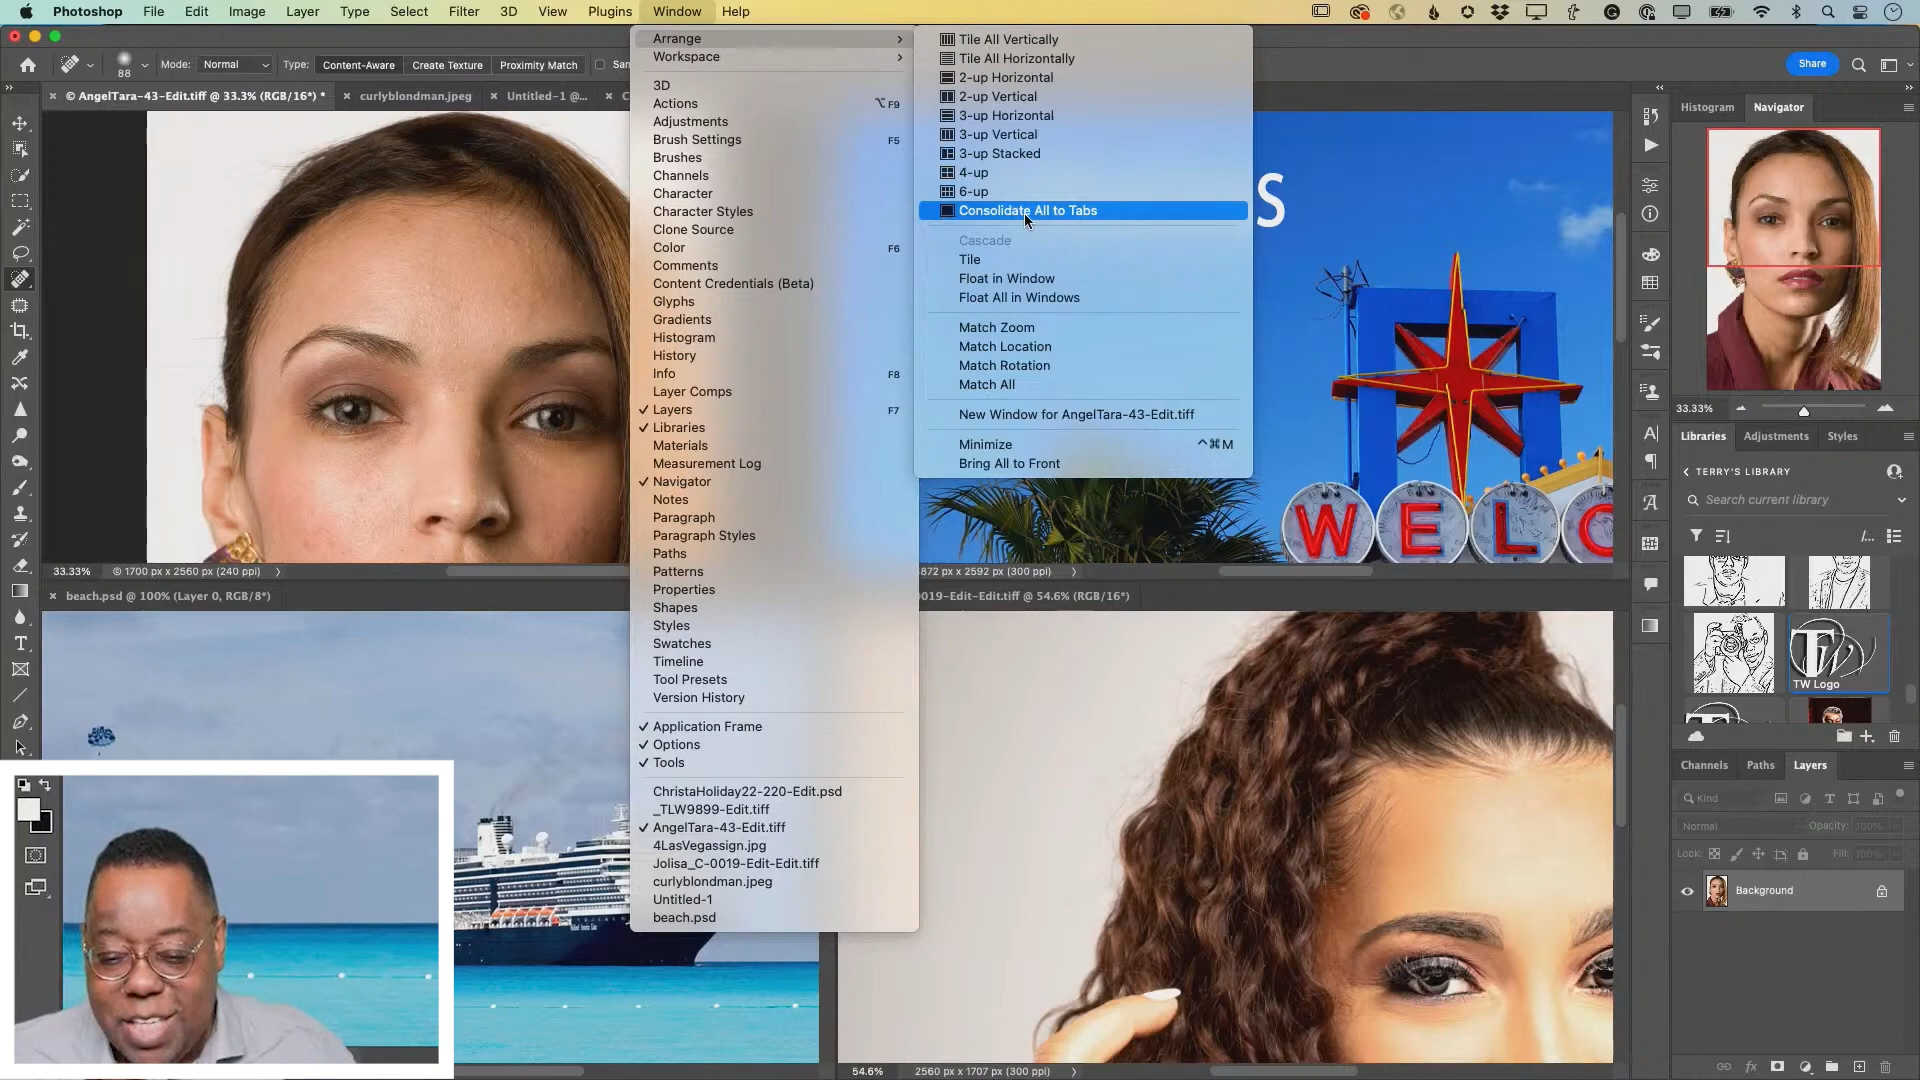 Photoshop File Edit Image Layer Type Select Filter 3D View Plugins Window Help
88 Mode: Normal Type: Content-Aware Create Texture Proximity Match Share
© AngelTara-43-Edit.tiff @ 33.3% (RGB/16*) * curlyblondman.jpeg Untitled-1 @...
Arrange
Workspace
3D
Actions ⌥F9
Adjustments
Brush Settings F5
Brushes
Channels
Character
Character Styles
Clone Source
Color F6
Comments
Content Credentials (Beta)
Glyphs
Gradients
Histogram
History
Info F8
Layer Comps
✓ Layers F7
✓ Libraries
Materials
Measurement Log
✓ Navigator
Notes
Paragraph
Paragraph Styles
Paths
Patterns
Properties
Shapes
Styles
Swatches
Timeline
Tool Presets
Version History
✓ Application Frame
✓ Options
✓ Tools
ChristaHoliday22-220-Edit.psd
_TLW9899-Edit.tiff
✓ AngelTara-43-Edit.tiff
4LasVegassign.jpg
Jolisa_C-0019-Edit-Edit.tiff
curlyblondman.jpeg
Untitled-1
beach.psd
Tile All Vertically
Tile All Horizontally
2-up Horizontal
2-up Vertical
3-up Horizontal
3-up Vertical
3-up Stacked
4-up
6-up
Consolidate All to Tabs
Cascade
Tile
Float in Window
Float All in Windows
Match Zoom
Match Location
Match Rotation
Match All
New Window for AngelTara-43-Edit.tiff
Minimize ^⌘M
Bring All to Front
S
W E L C
33.33% © 1700 px x 2560 px (240 ppi)
872 px x 2592 px (300 ppi)
beach.psd @ 100% (Layer 0, RGB/8*)
019-Edit-Edit.tiff @ 54.6% (RGB/16*)
54.6% 2560 px x 1707 px (300 ppi)
Histogram Navigator
33.33%
Libraries Adjustments Styles
TERRY'S LIBRARY
Search current library
TW Logo
Channels Paths Layers
Kind
Normal Opacity: 100%
Lock: Fill: 100%
Background